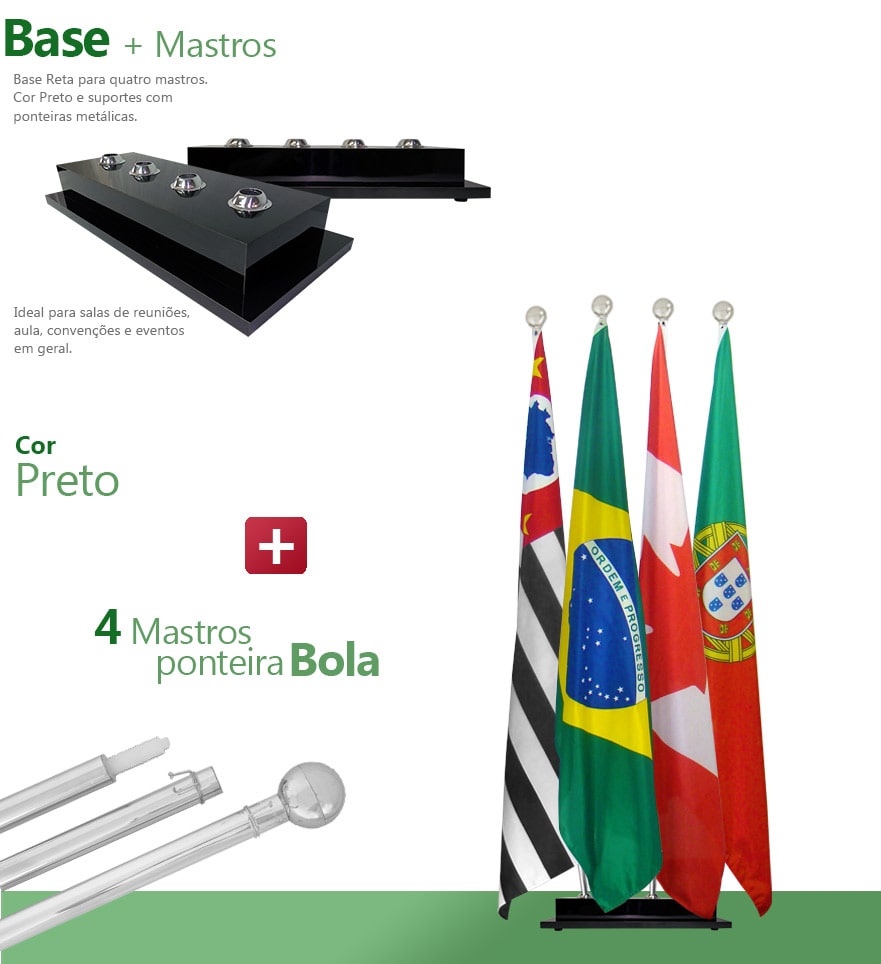 Base + Mastros
Base Reta para quatro mastros.
Cor Preto e suportes com
ponteiras metálicas.
Ideal para salas de reuniões,
aula, convenções e eventos
em geral.
Cor
Preto
4 Mastros
ponteira Bola
ORDEM E PROGRESSO